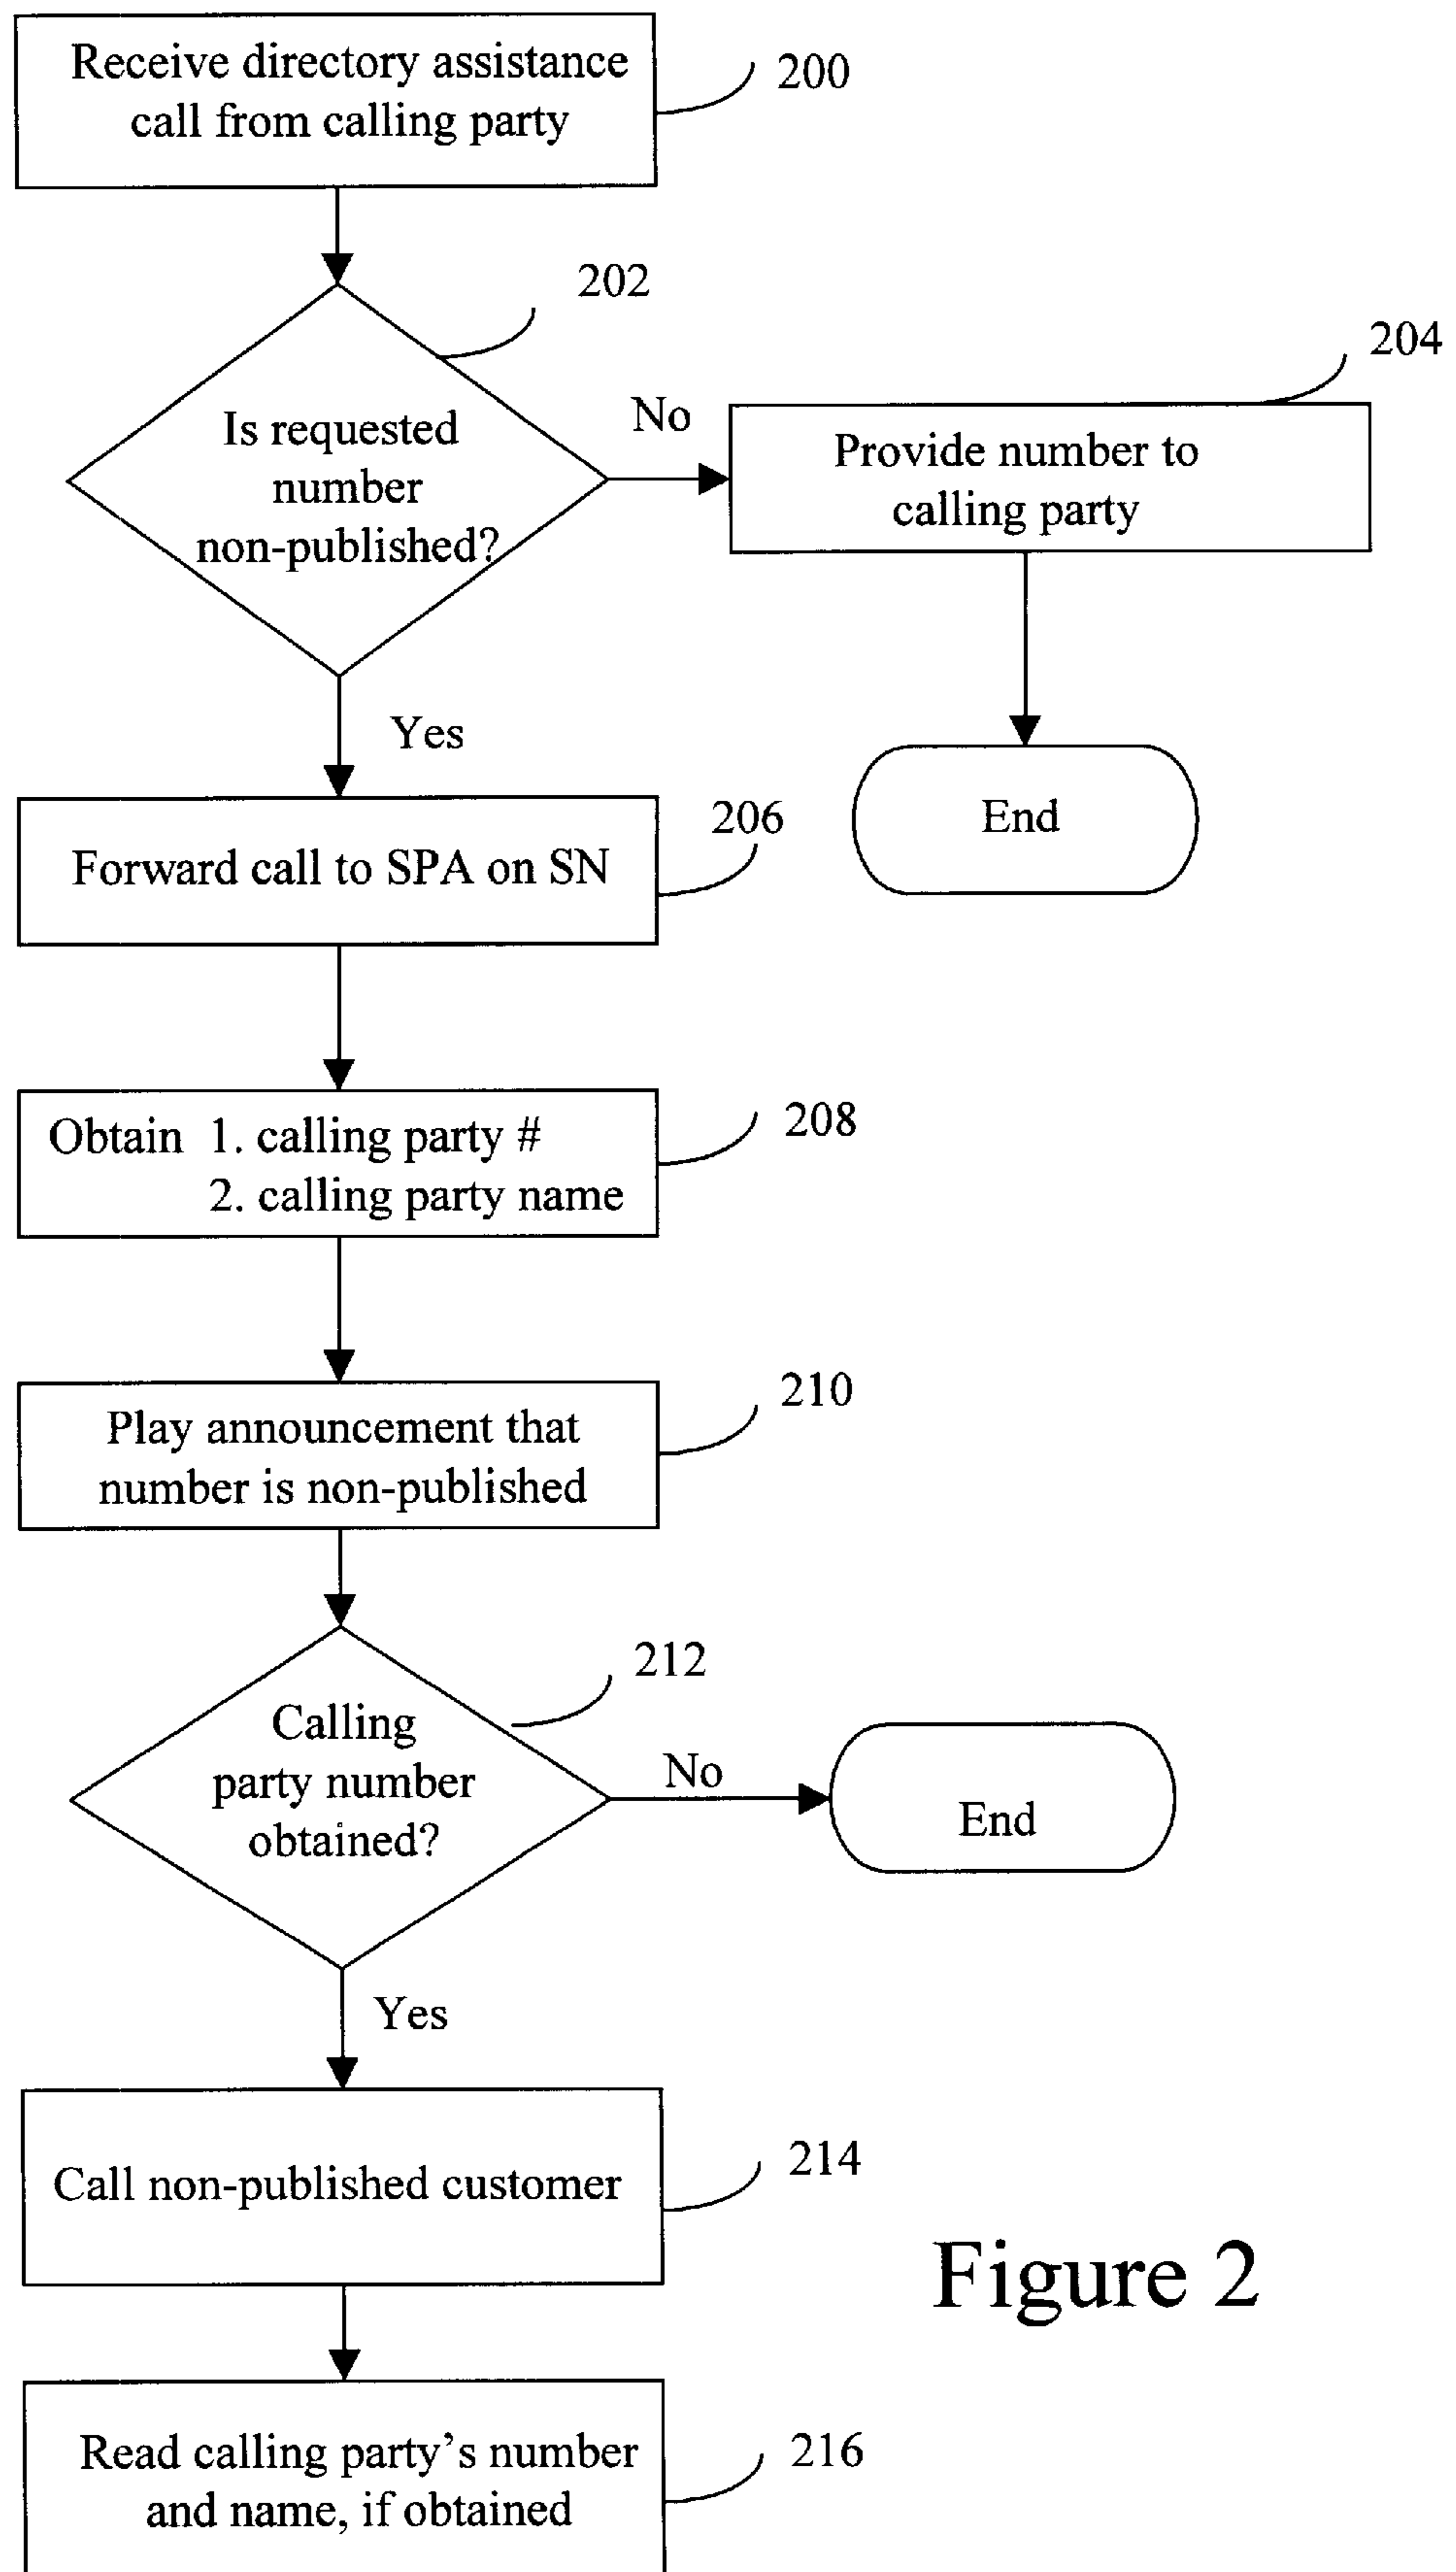 Receive directory assistance
call from calling party
200
202
Is requested
number
non-published?
No
204
Provide number to
calling party
End
Yes
206
Forward call to SPA on SN
208
Obtain 1. calling party #
2. calling party name
210
Play announcement that
number is non-published
212
Calling
party number
obtained?
No
End
Yes
214
Call non-published customer
216
Read calling party's number
and name, if obtained
Figure 2